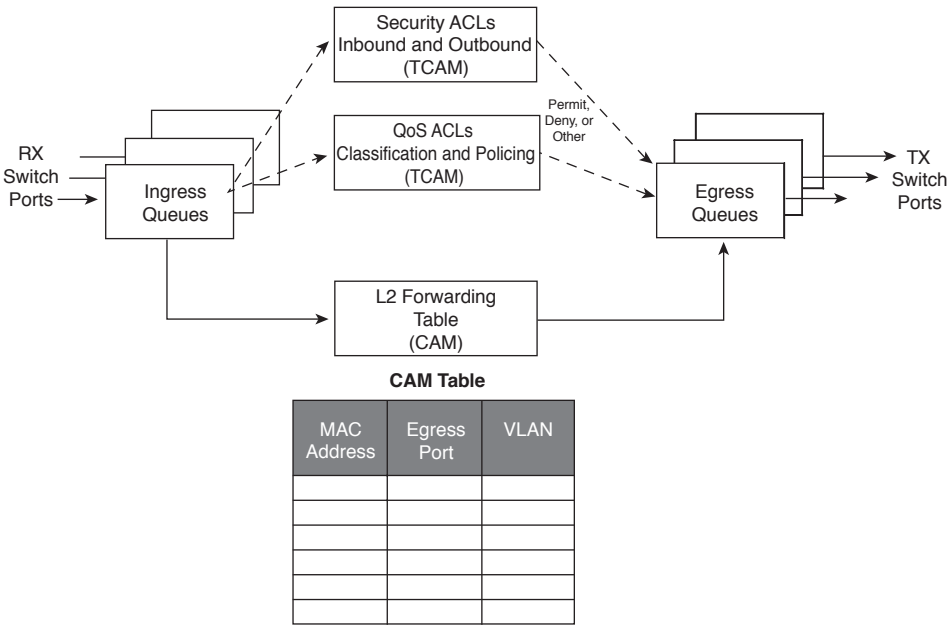 Security ACLs
Inbound and Outbound
(TCAM)
Permit,
Deny, or
Other
QoS ACLs
Classification and Policing
(TCAM)
RX
Switch
Ports
Ingress
Queues
Egress
Queues
TX
Switch
Ports
L2 Forwarding
Table
(CAM)
CAM Table
MAC
Address
Egress
Port
VLAN